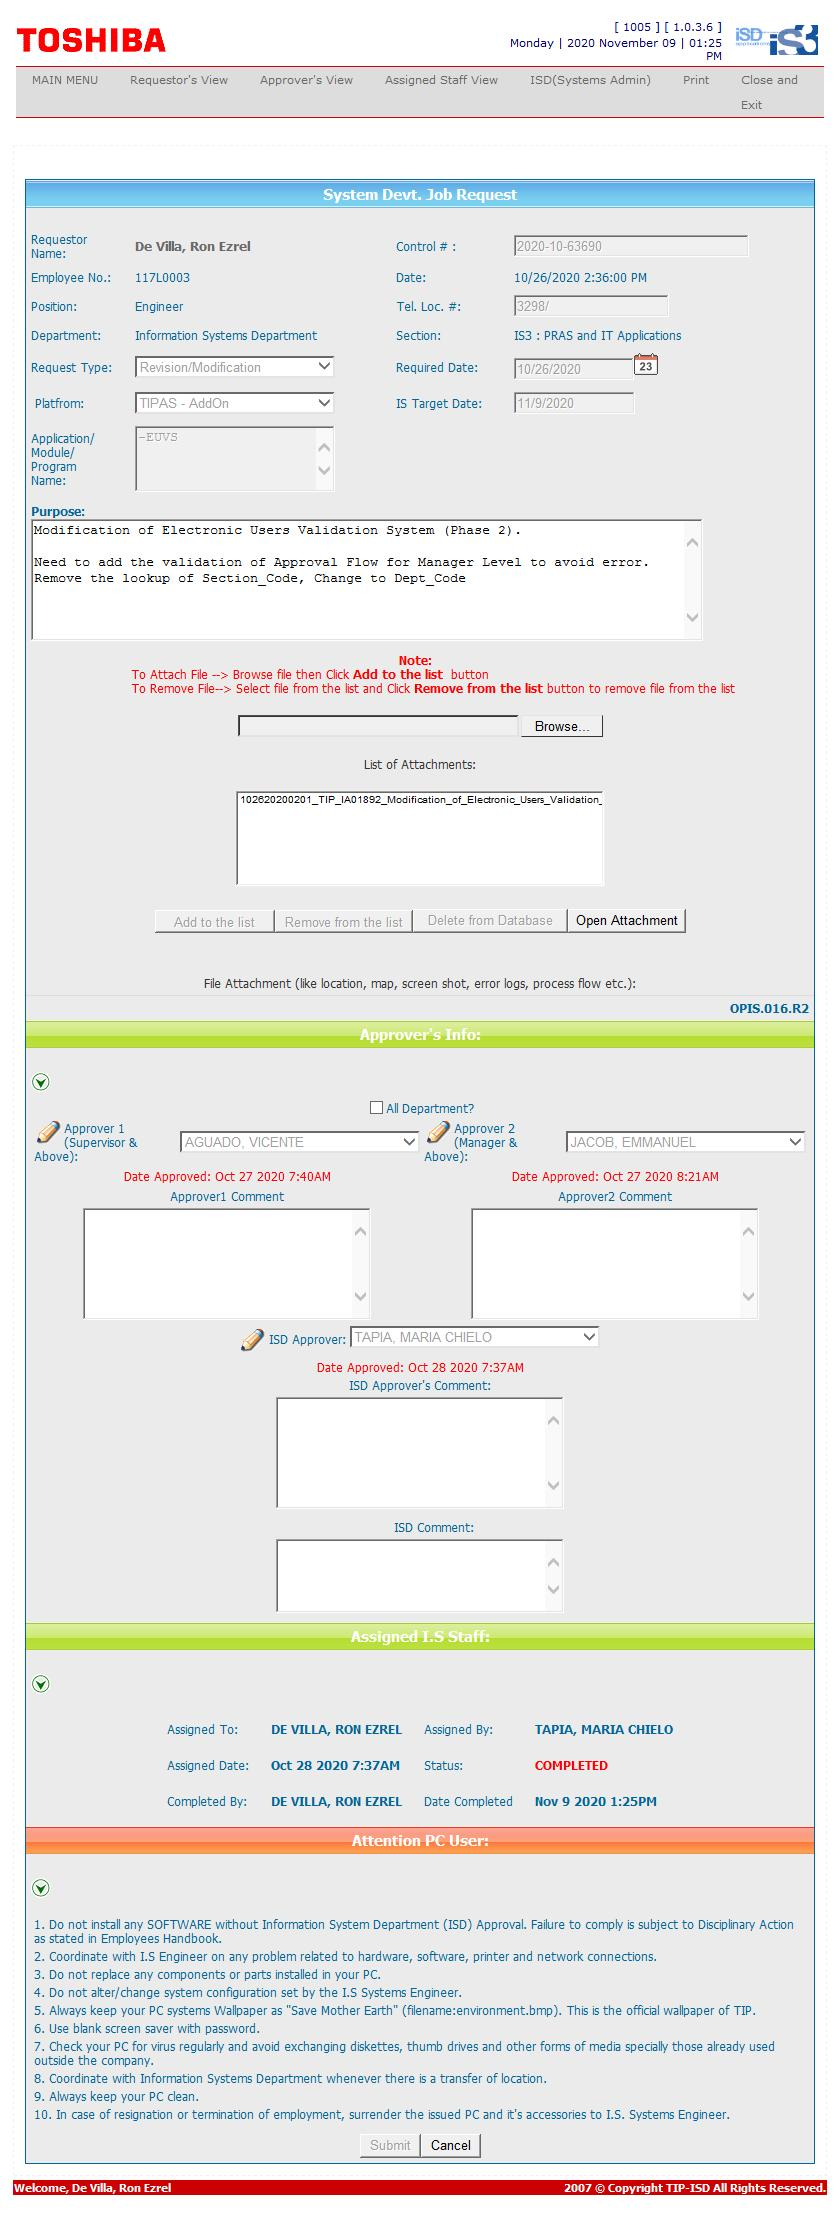 TOSHIBA
[ 1005 ] [ 1.0.3.6 ]
Monday | 2020 November 09 | 01:25
PM
iSD
applications
iS3
MAIN MENU Requestor's View Approver's View Assigned Staff View ISD(Systems Admin) Print Close and
Exit
System Devt. Job Request
Requestor
Name: De Villa, Ron Ezrel Control # : 2020-10-63690
Employee No.: 117L0003 Date: 10/26/2020 2:36:00 PM
Position: Engineer Tel. Loc. #: 3298/
Department: Information Systems Department Section: IS3 : PRAS and IT Applications
Request Type: Revision/Modification Required Date: 10/26/2020 23
Platfrom: TIPAS - AddOn IS Target Date: 11/9/2020
Application/
Module/
Program
Name: -EUVS
Purpose:
Modification of Electronic Users Validation System (Phase 2).
Need to add the validation of Approval Flow for Manager Level to avoid error.
Remove the lookup of Section_Code, Change to Dept_Code
Note:
To Attach File --> Browse file then Click Add to the list button
To Remove File--> Select file from the list and Click Remove from the list button to remove file from the list
Browse...
List of Attachments:
102620200201_TIP_IA01892_Modification_of_Electronic_Users_Validation_
Add to the list Remove from the list Delete from Database Open Attachment
File Attachment (like location, map, screen shot, error logs, process flow etc.):
OPIS.016.R2
Approver's Info:
All Department?
Approver 1
(Supervisor &
Above): AGUADO, VICENTE
Approver 2
(Manager &
Above): JACOB, EMMANUEL
Date Approved: Oct 27 2020 7:40AM Date Approved: Oct 27 2020 8:21AM
Approver1 Comment Approver2 Comment
ISD Approver: TAPIA, MARIA CHIELO
Date Approved: Oct 28 2020 7:37AM
ISD Approver's Comment:
ISD Comment:
Assigned I.S Staff:
Assigned To: DE VILLA, RON EZREL Assigned By: TAPIA, MARIA CHIELO
Assigned Date: Oct 28 2020 7:37AM Status: COMPLETED
Completed By: DE VILLA, RON EZREL Date Completed Nov 9 2020 1:25PM
Attention PC User:
1. Do not install any SOFTWARE without Information System Department (ISD) Approval. Failure to comply is subject to Disciplinary Action
as stated in Employees Handbook.
2. Coordinate with I.S Engineer on any problem related to hardware, software, printer and network connections.
3. Do not replace any components or parts installed in your PC.
4. Do not alter/change system configuration set by the I.S Systems Engineer.
5. Always keep your PC systems Wallpaper as "Save Mother Earth" (filename:environment.bmp). This is the official wallpaper of TIP.
6. Use blank screen saver with password.
7. Check your PC for virus regularly and avoid exchanging diskettes, thumb drives and other forms of media specially those already used
outside the company.
8. Coordinate with Information Systems Department whenever there is a transfer of location.
9. Always keep your PC clean.
10. In case of resignation or termination of employment, surrender the issued PC and it's accessories to I.S. Systems Engineer.
Submit Cancel
Welcome, De Villa, Ron Ezrel 2007 © Copyright TIP-ISD All Rights Reserved.